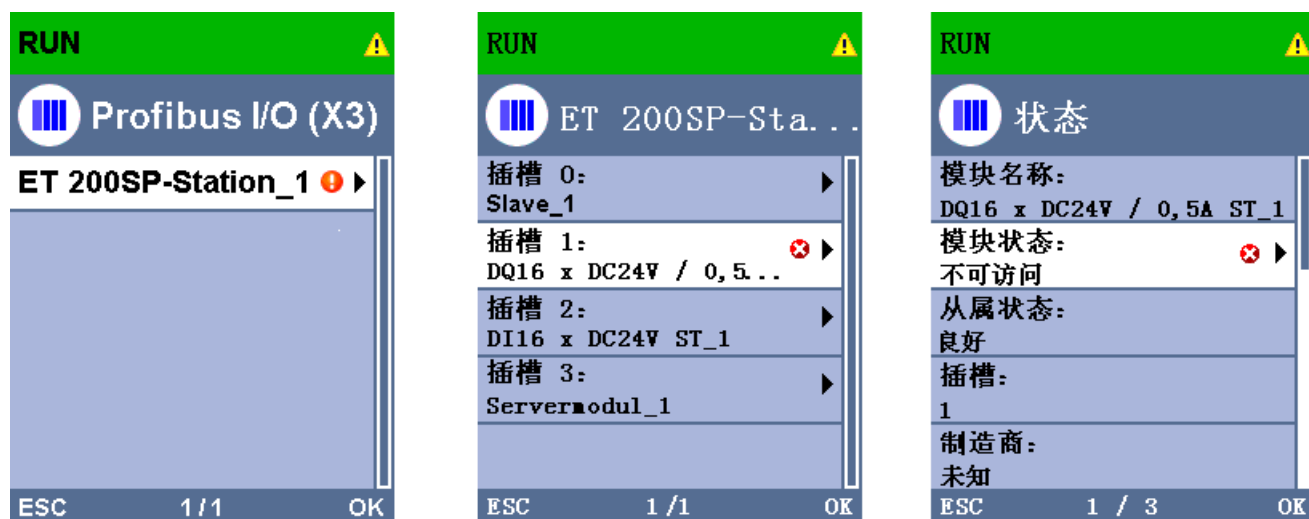 RUN
Profibus I/O (X3)
ET 200SP-Station_1
ESC 1/1 OK
RUN
ET 200SP-Sta...
插槽 0:
Slave_1
插槽 1:
DQ16 x DC24V / 0,5...
插槽 2:
DI16 x DC24V ST_1
插槽 3:
Servermodul_1
ESC 1/1 OK
RUN
状态
模块名称:
DQ16 x DC24V / 0,5A ST_1
模块状态:
不可访问
从属状态:
良好
插槽:
1
制造商:
未知
ESC 1 / 3 OK